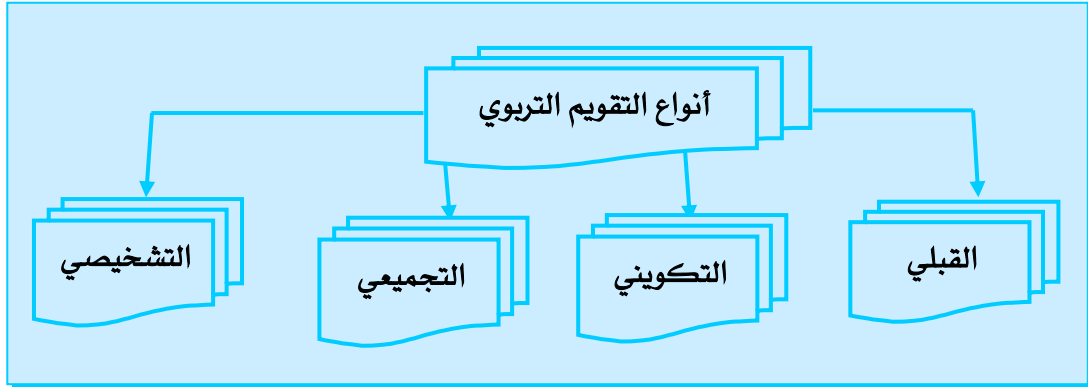 أنواع التقويم التربوي
القبلي
التكويني
التجميعي
التشخيصي